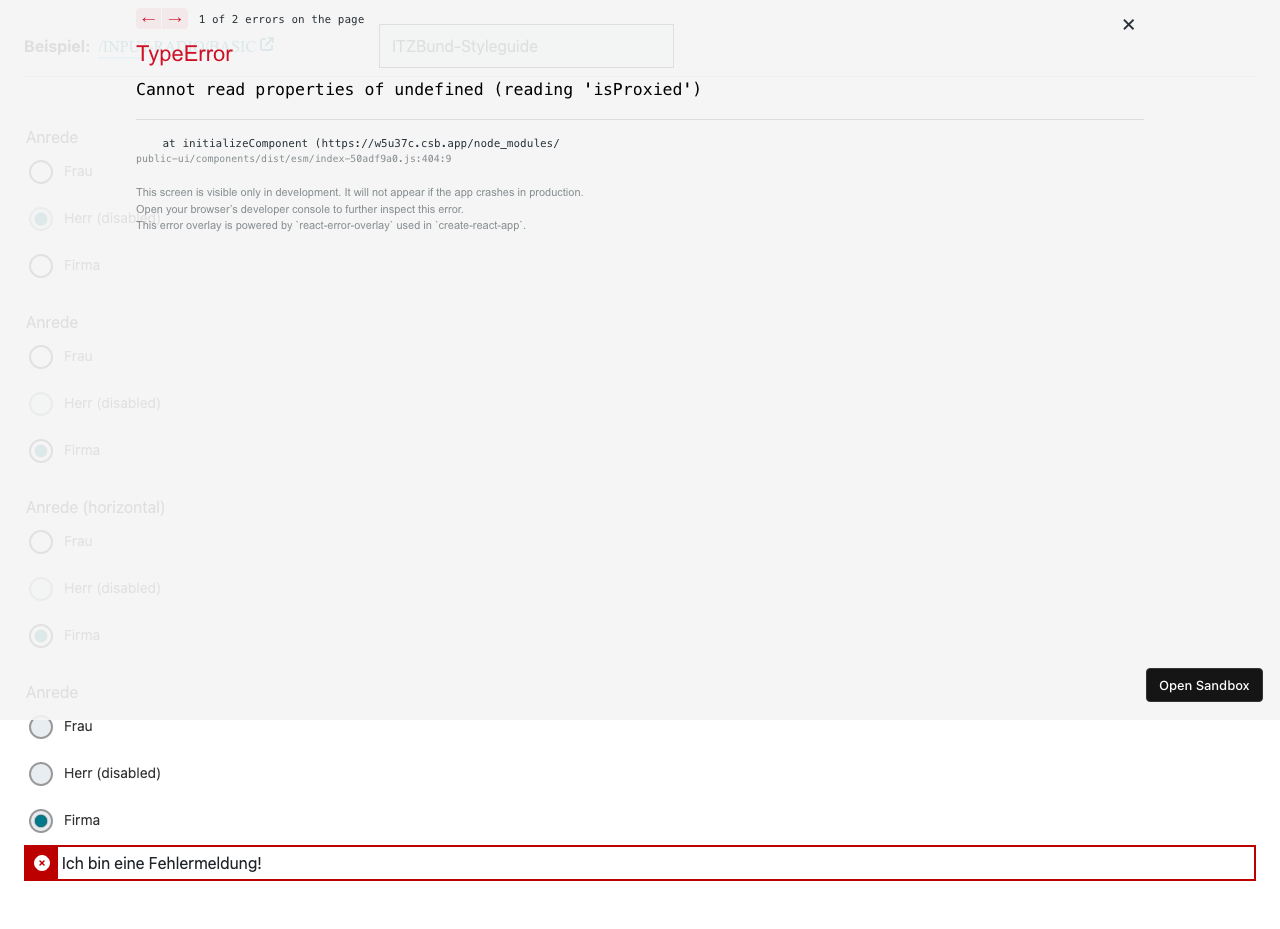 ← → 1 of 2 errors on the page
Beispiel: /INPUT-RADIO/BASIC
ITZBund-Styleguide
TypeError
Cannot read properties of undefined (reading 'isProxied')
at initializeComponent (https://w5u37c.csb.app/node_modules/
public-ui/components/dist/esm/index-50adf9a0.js:404:9
This screen is visible only in development. It will not appear if the app crashes in production.
Open your browser’s developer console to further inspect this error.
This error overlay is powered by `react-error-overlay` used in `create-react-app`.
Anrede
Frau
Herr (disabled)
Firma
Anrede
Frau
Herr (disabled)
Firma
Anrede (horizontal)
Frau
Herr (disabled)
Firma
Open Sandbox
Anrede
Frau
Herr (disabled)
Firma
Ich bin eine Fehlermeldung!